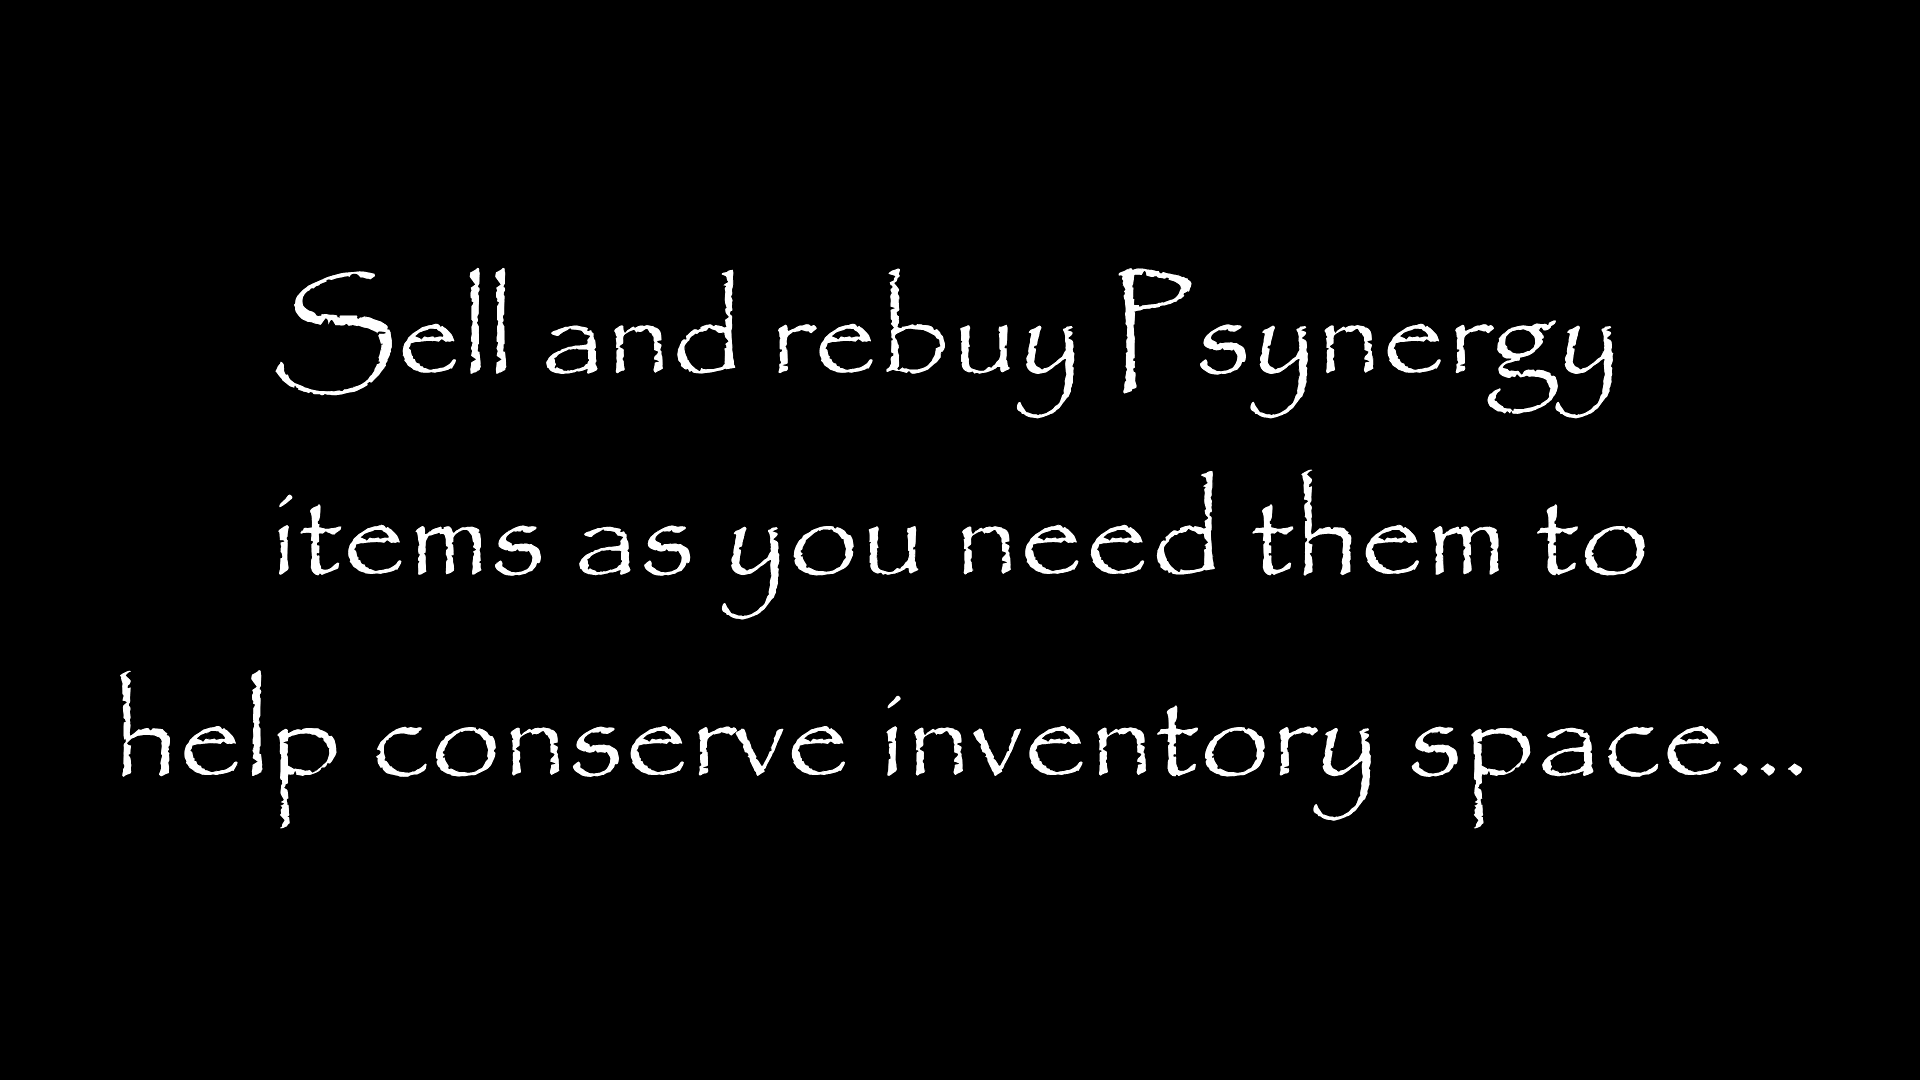 Sell and rebuy Psynergy
items as you need them to
help conserve inventory space...